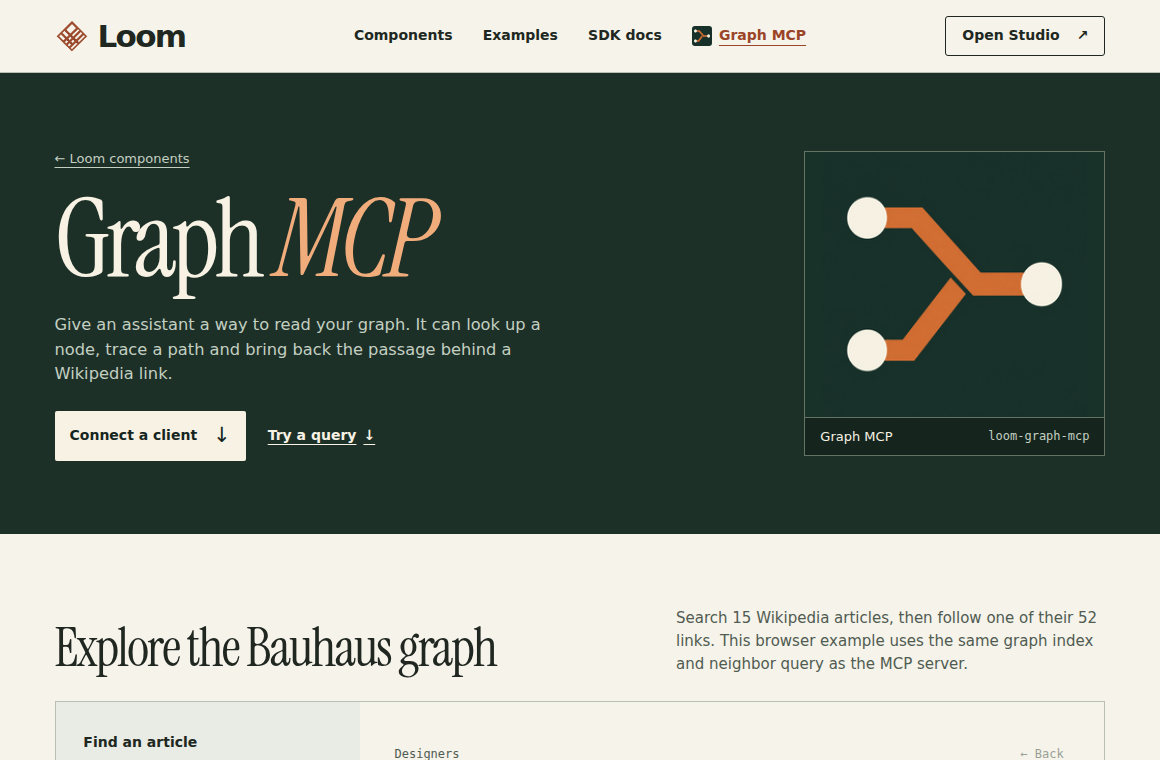 Loom
Components
Examples
SDK docs
Graph MCP
Open Studio ↗
← Loom components
Graph MCP
Give an assistant a way to read your graph. It can look up a
node, trace a path and bring back the passage behind a
Wikipedia link.
Connect a client ↓
Try a query ↓
Graph MCP
loom-graph-mcp
Explore the Bauhaus graph
Search 15 Wikipedia articles, then follow one of their 52
links. This browser example uses the same graph index
and neighbor query as the MCP server.
Find an article
Designers
← Back